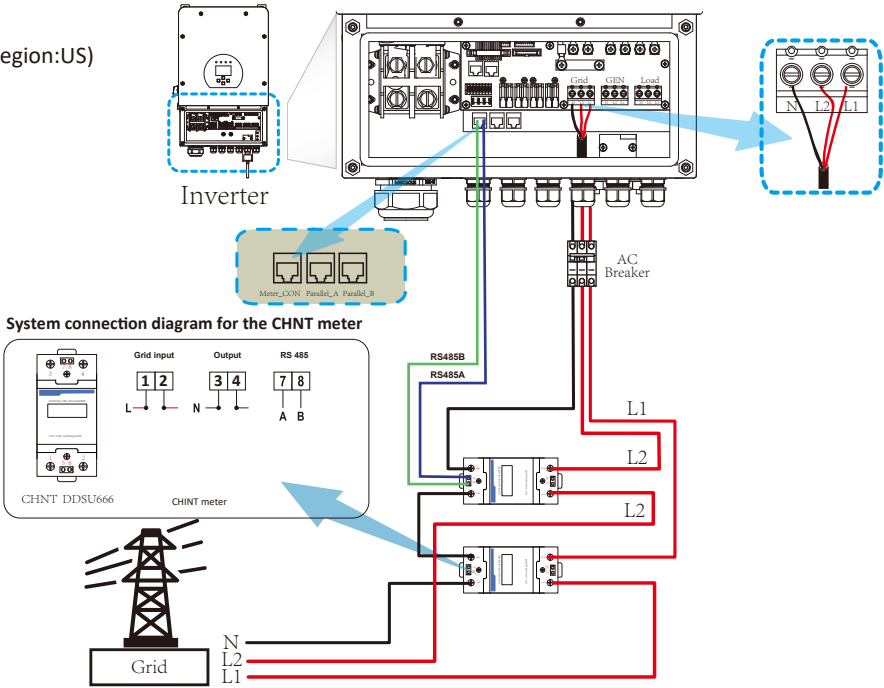 egion:US)
Inverter
Grid
GEN
Load
N
L2
L1
Meter_CON Parallel_A Parallel_B
AC
Breaker
System connection diagram for the CHNT meter
Grid input
Output
RS 485
1 2
3 4
7 8
L
N
A B
CHNT DDSU666
CHINT meter
RS485B
RS485A
L1
L2
L2
N
L2
L1
Grid